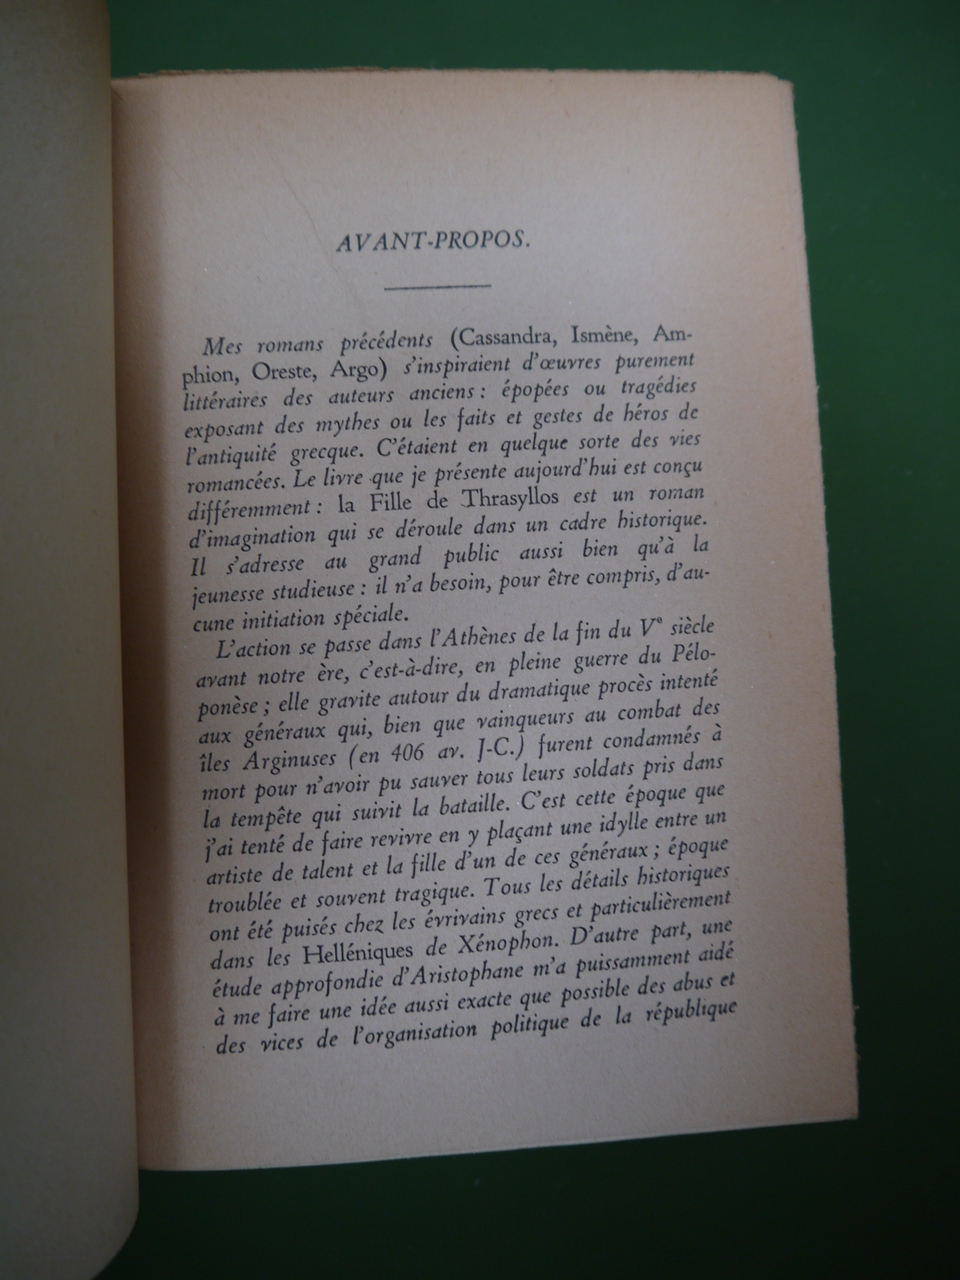 AVANT-PROPOS.
Mes romans précédents (Cassandra, Ismène, Am-
phion, Oreste, Argo) s'inspiraient d'œuvres purement
littéraires des auteurs anciens : épopées ou tragédies
exposant des mythes ou les faits et gestes de héros de
l'antiquité grecque. C'étaient en quelque sorte des vies
romancées. Le livre que je présente aujourd'hui est conçu
différemment : la Fille de Thrasyllos est un roman
d'imagination qui se déroule dans un cadre historique.
Il s'adresse au grand public aussi bien qu'à la
jeunesse studieuse : il n'a besoin, pour être compris, d'au-
cune initiation spéciale.
L'action se passe dans l'Athènes de la fin du Ve siècle
avant notre ère, c'est-à-dire, en pleine guerre du Pélo-
ponèse ; elle gravite autour du dramatique procès intenté
aux généraux qui, bien que vainqueurs au combat des
îles Arginuses (en 406 av. J-C.) furent condamnés à
mort pour n'avoir pu sauver tous leurs soldats pris dans
la tempête qui suivit la bataille. C'est cette époque que
j'ai tenté de faire revivre en y plaçant une idylle entre un
artiste de talent et la fille d'un de ces généraux ; époque
troublée et souvent tragique. Tous les détails historiques
ont été puisés chez les évrivains grecs et particulièrement
dans les Helléniques de Xénophon. D'autre part, une
étude approfondie d'Aristophane m'a puissamment aidé
à me faire une idée aussi exacte que possible des abus et
des vices de l'organisation politique de la république